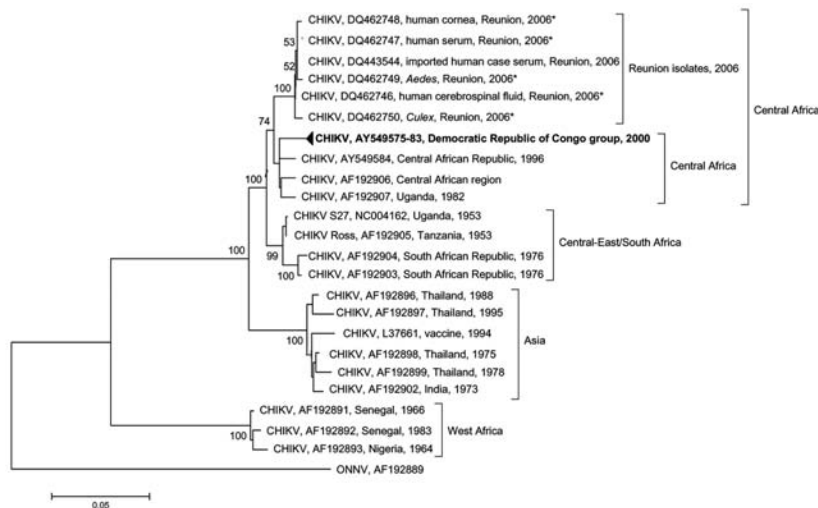 CHIKV, DQ462748, human cornea, Reunion, 2006*
53
CHIKV, DQ462747, human serum, Reunion, 2006*
CHIKV, DQ443544, imported human case serum, Reunion, 2006
Reunion isolates, 2006
52
CHIKV, DQ462749, Aedes, Reunion, 2006*
100
CHIKV, DQ462746, human cerebrospinal fluid, Reunion, 2006*
Central Africa
CHIKV, DQ462750, Culex, Reunion, 2006*
74
CHIKV, AY549575-83, Democratic Republic of Congo group, 2000
CHIKV, AY549584, Central African Republic, 1996
Central Africa
100
CHIKV, AF192906, Central African region
CHIKV, AF192907, Uganda, 1982
CHIKV S27, NC004162, Uganda, 1953
CHIKV Ross, AF192905, Tanzania, 1953
Central-East/South Africa
100
99
CHIKV, AF192904, South African Republic, 1976
100
CHIKV, AF192903, South African Republic, 1976
CHIKV, AF192896, Thailand, 1988
CHIKV, AF192897, Thailand, 1995
100
CHIKV, L37661, vaccine, 1994
Asia
CHIKV, AF192898, Thailand, 1975
CHIKV, AF192899, Thailand, 1978
CHIKV, AF192902, India, 1973
CHIKV, AF192891, Senegal, 1966
CHIKV, AF192892, Senegal, 1983
West Africa
100
CHIKV, AF192893, Nigeria, 1964
ONNV, AF192889
0.05